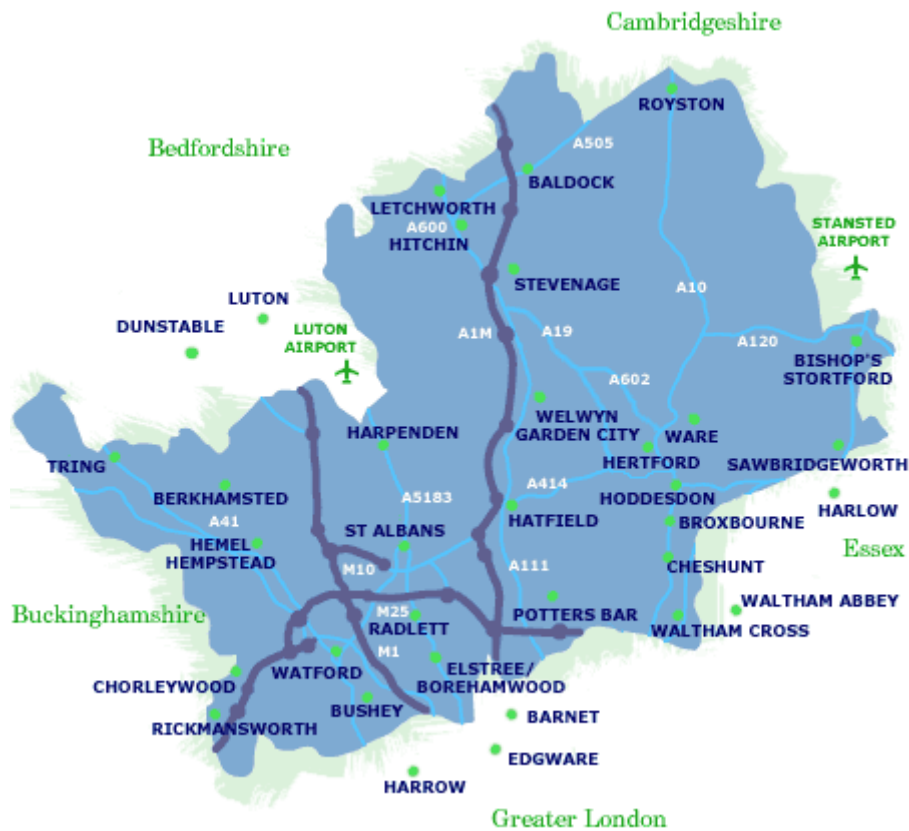 Cambridgeshire
ROYSTON
A505
Bedfordshire
BALDOCK
LETCHWORTH
A600
HITCHIN
STANSTED
AIRPORT
STEVENAGE
A10
LUTON
DUNSTABLE
LUTON
AIRPORT
A1M
A19
A120
BISHOP'S
STORTFORD
A602
WELWYN
GARDEN CITY
WARE
HARPENDEN
HERTFORD
TRING
SAWBRIDGEWORTH
BERKHAMSTED
A5183
A414
HODDESDON
HARLOW
A41
ST ALBANS
HATFIELD
BROXBOURNE
HEMEL
HEMPSTEAD
Essex
M10
A111
CHESHUNT
Buckinghamshire
M25
RADLETT
POTTERS BAR
WALTHAM ABBEY
WALTHAM CROSS
M1
WATFORD
ELSTREE/
BOREHAMWOOD
CHORLEYWOOD
BUSHEY
BARNET
RICKMANSWORTH
EDGWARE
HARROW
Greater London